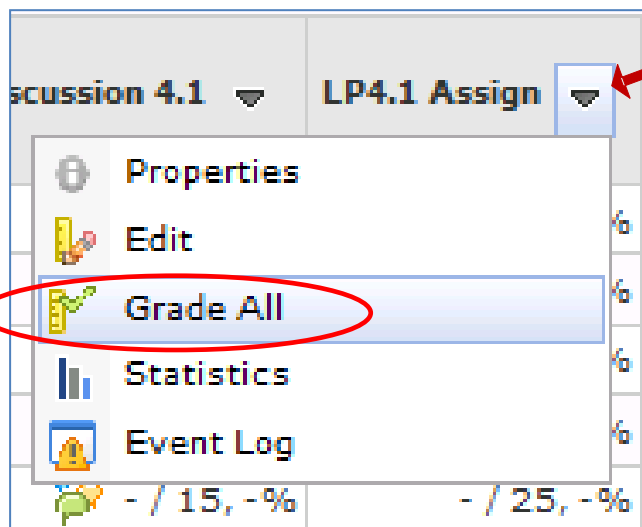 scussion 4.1 LP4.1 Assign
Properties
%
Edit
%
Grade All
%
Statistics
%
Event Log
- / 15, -% - / 25, -%